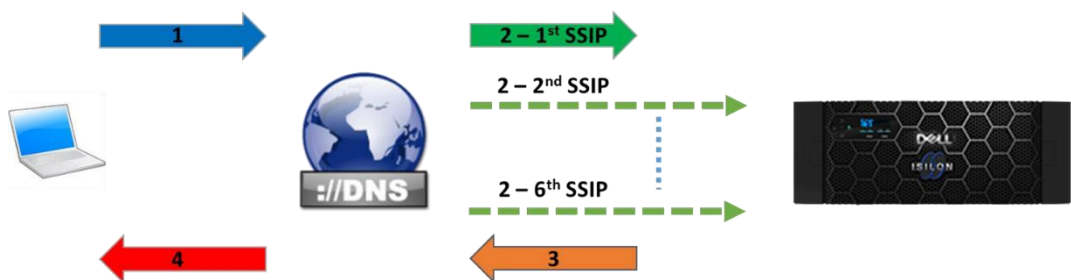 1
2 – 1st SSIP
2 – 2nd SSIP
DELL
ISILON
://DNS
2 – 6th SSIP
4
3